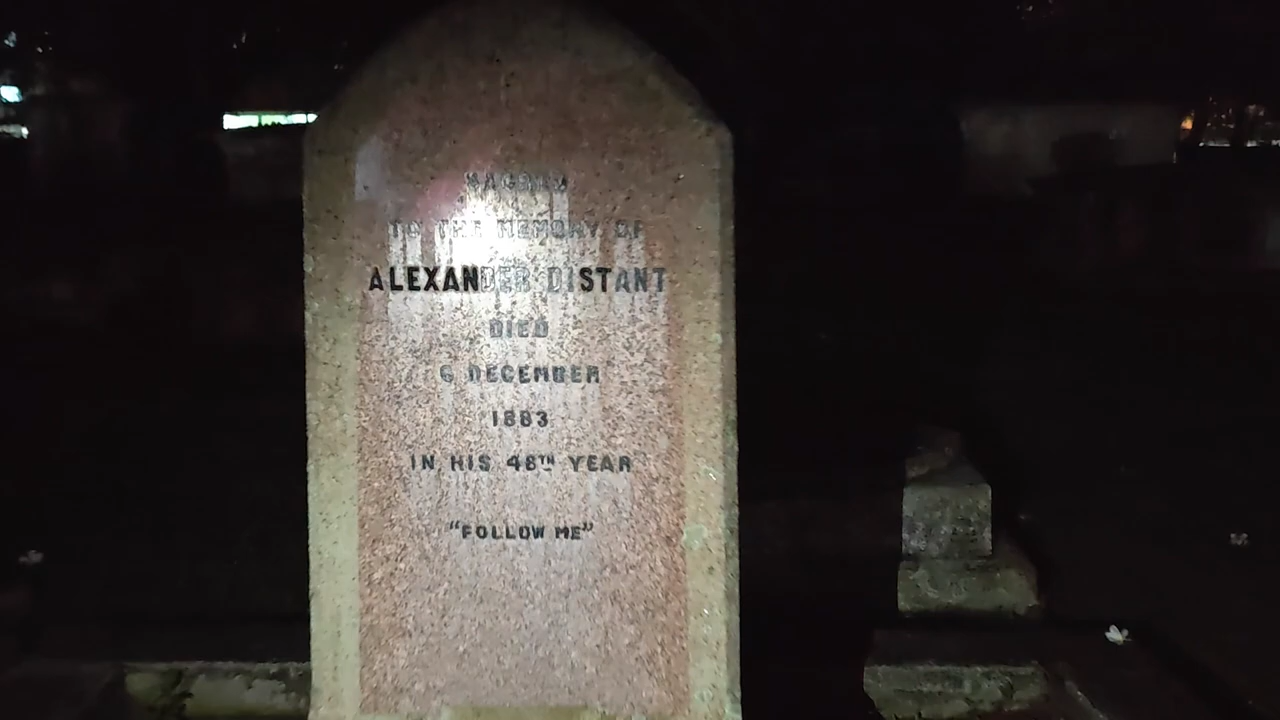 SACRED
TO THE MEMORY OF
ALEXANDER DISTANT
DIED
6 DECEMBER
1883
IN HIS 48TH YEAR
"FOLLOW ME"